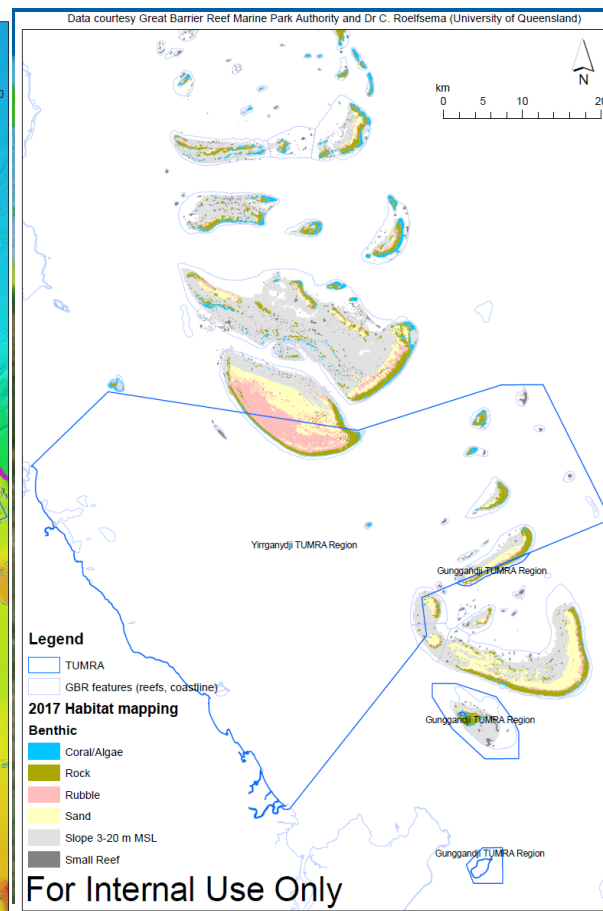 Data courtesy Great Barrier Reef Marine Park Authority and Dr C. Roelfsema (University of Queensland)
km
0 5 10 20
N
Yirrganydji TUMRA Region
Gunggandji TUMRA Region
Gunggandji TUMRA Region
Gunggandji TUMRA Region
Legend
TUMRA
GBR features (reefs, coastline)
2017 Habitat mapping
Benthic
Coral/Algae
Rock
Rubble
Sand
Slope 3-20 m MSL
Small Reef
For Internal Use Only